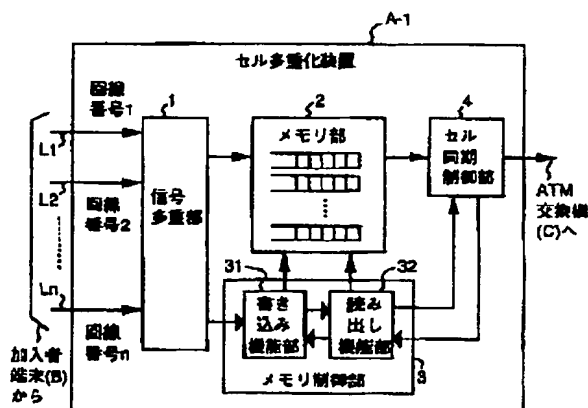 A-1
セル多重化装置
回線
番号1
1
2
4
L1
信号
多重部
メモリ部
セル
同期
制御部
L2
回線
番号2
ATM
交換機
(C)へ
31
32
Ln
書き
込み
機能部
読み
出し
機能部
加入者
端末(B)
から
回線
番号n
メモリ制御部
3